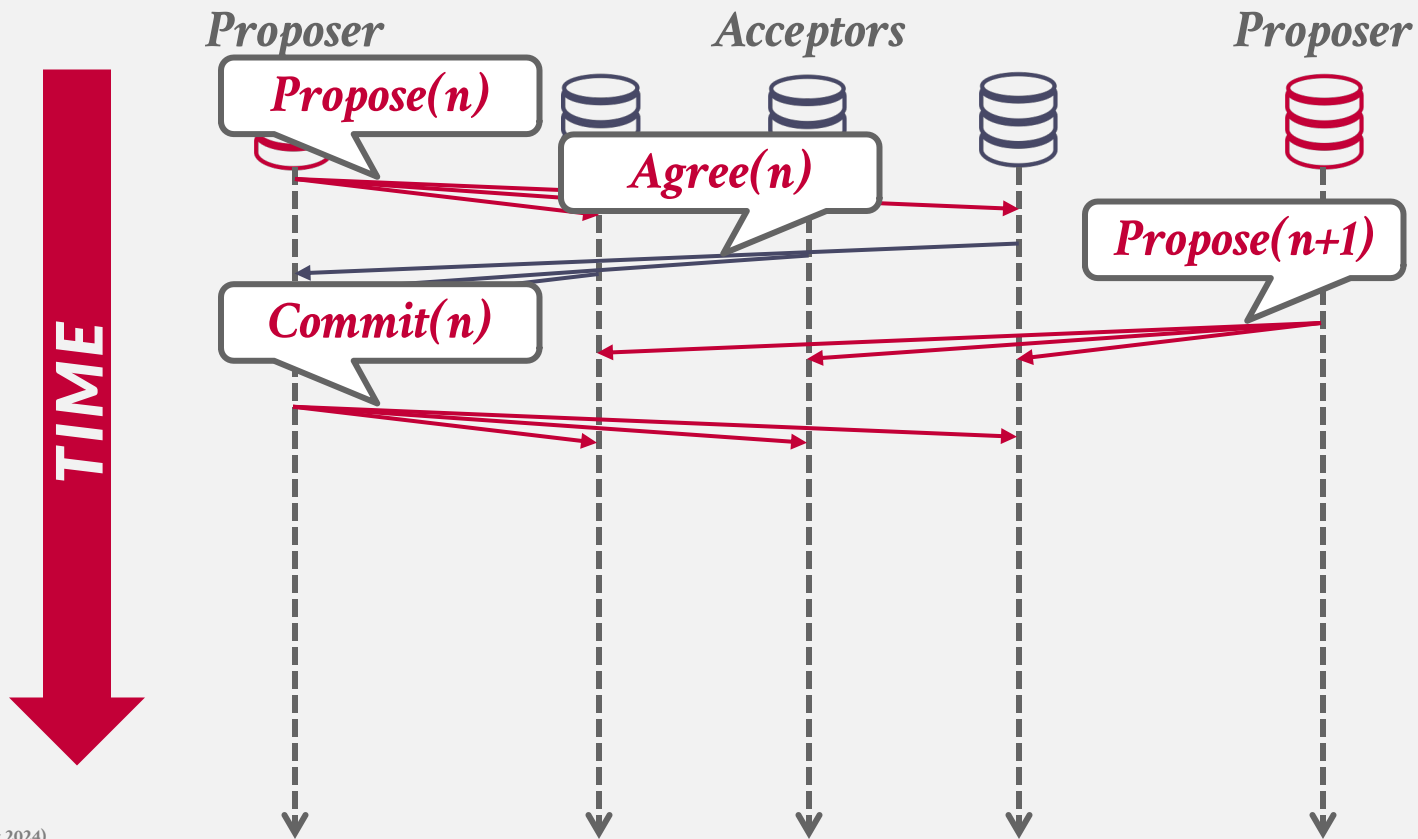 Proposer
Acceptors
Proposer
Propose(n)
Agree(n)
Propose(n+1)
Commit(n)
TIME
2024)